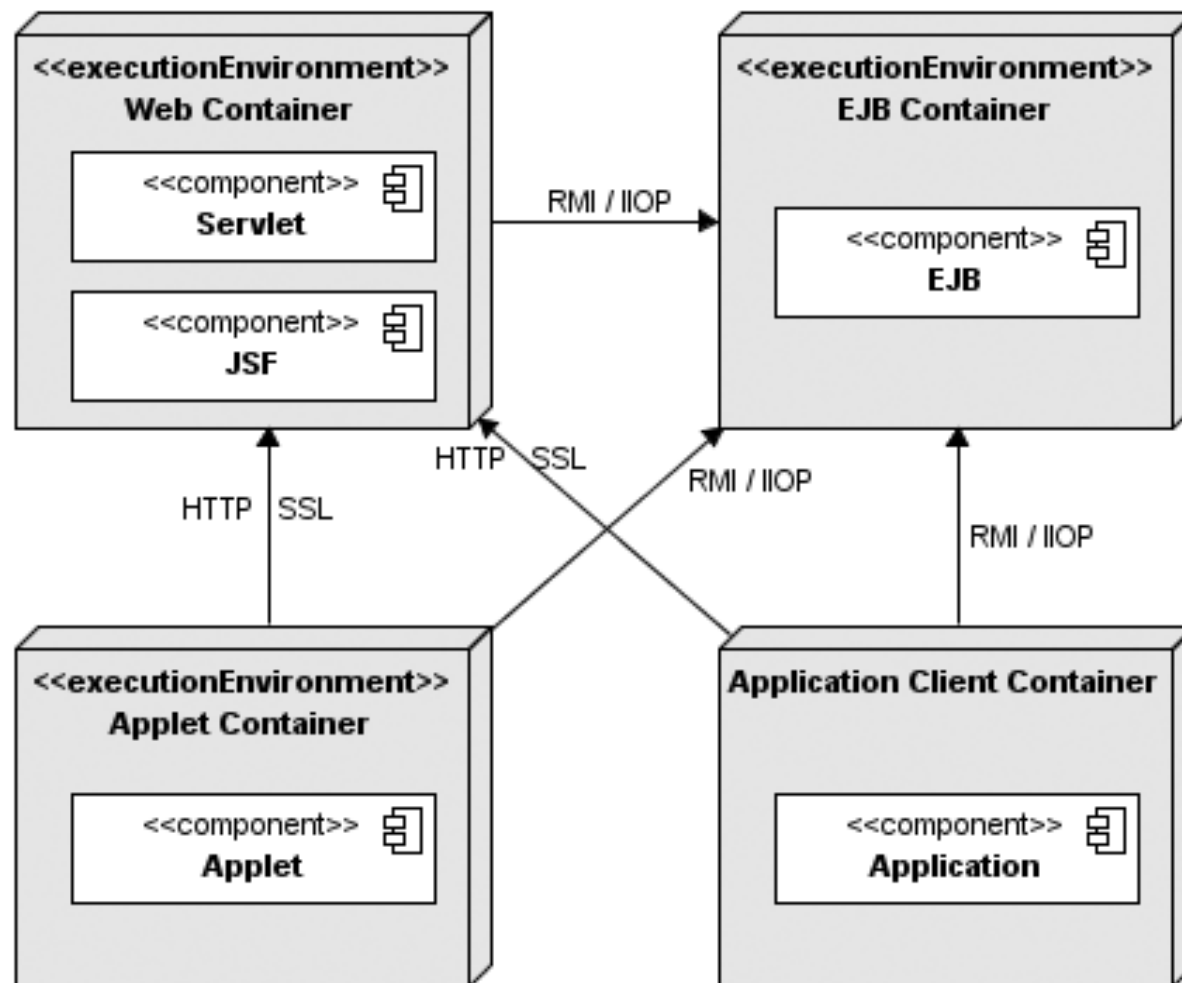 <<executionEnvironment>>
Web Container
<<component>>
Servlet
<<component>>
JSF
RMI / IIOP
<<executionEnvironment>>
EJB Container
<<component>>
EJB
HTTP SSL
HTTP SSL
RMI / IIOP
RMI / IIOP
<<executionEnvironment>>
Applet Container
<<component>>
Applet
Application Client Container
<<component>>
Application